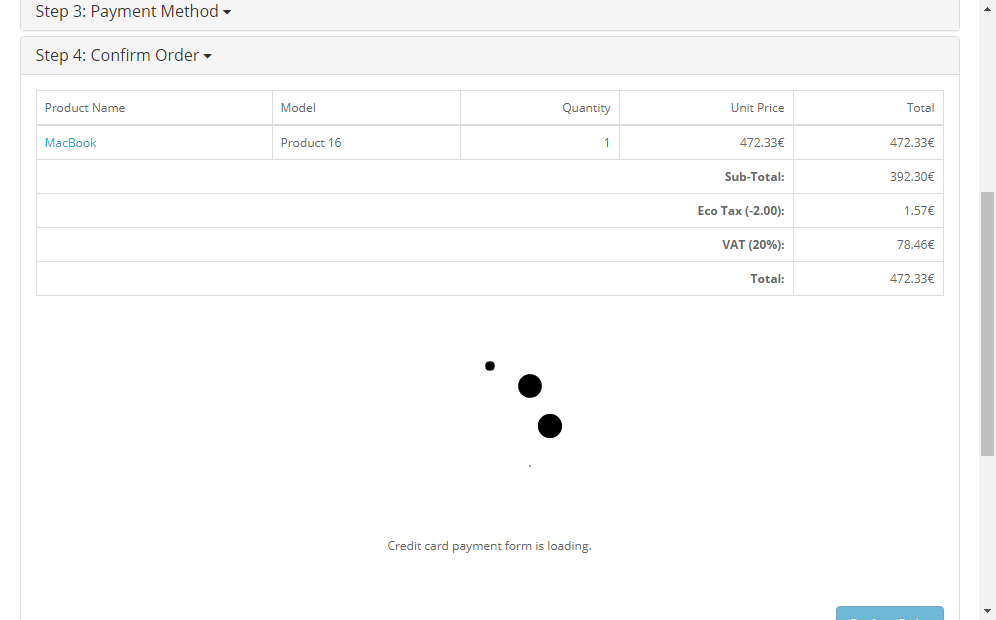 Step 3: Payment Method
Step 4: Confirm Order
Product Name Model Quantity Unit Price Total
MacBook Product 16 1 472.33€ 472.33€
Sub-Total: 392.30€
Eco Tax (-2.00): 1.57€
VAT (20%): 78.46€
Total: 472.33€
Credit card payment form is loading.